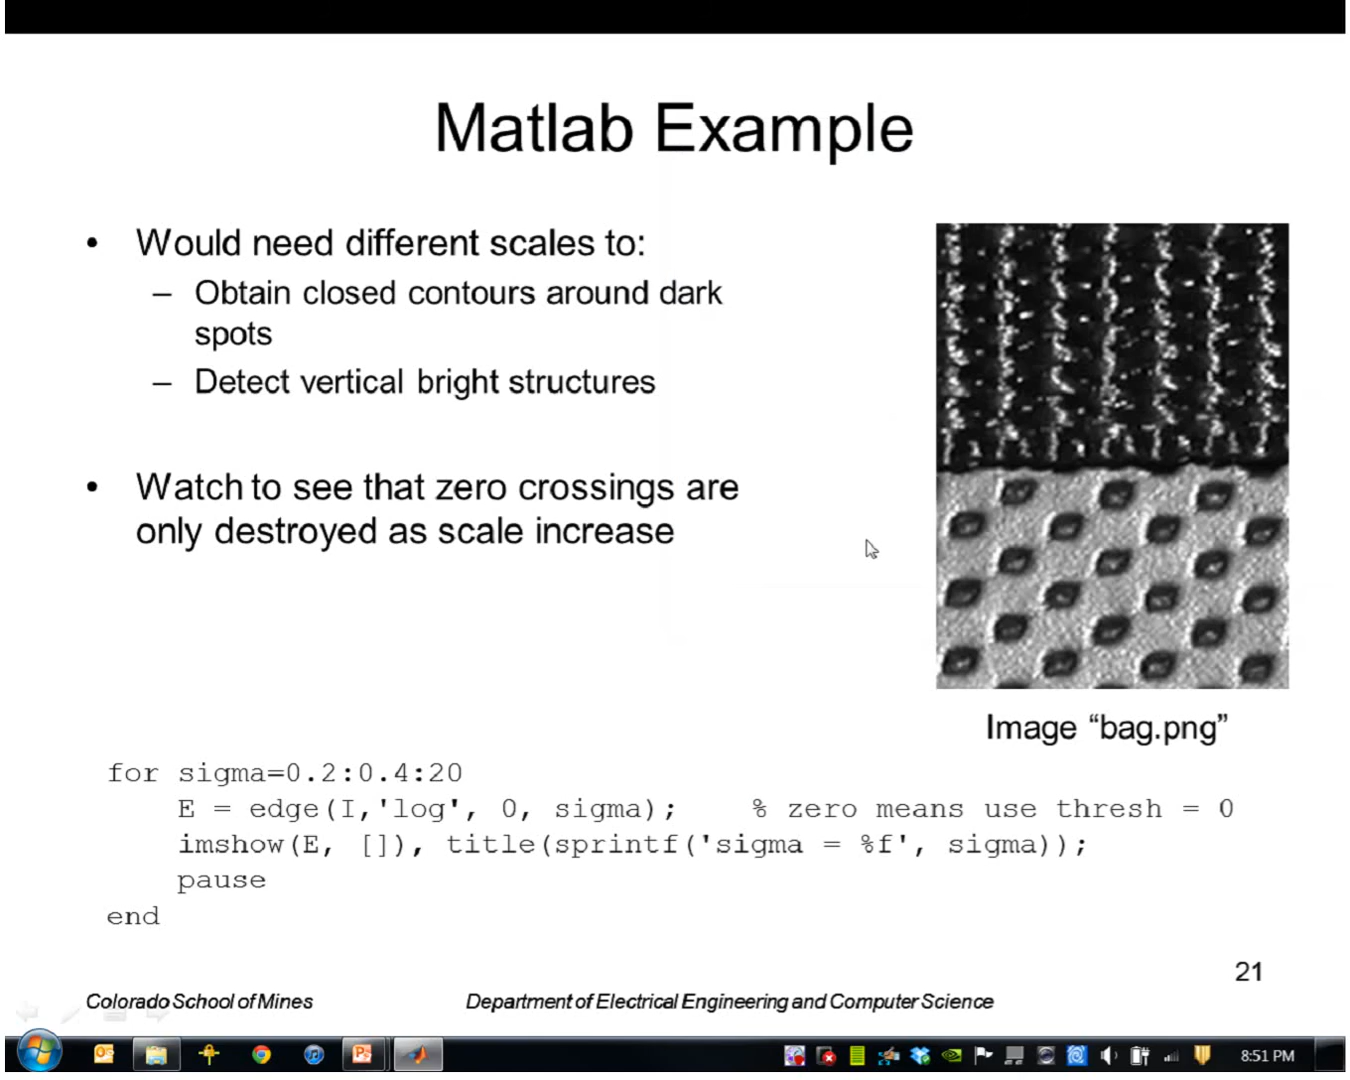 Matlab Example
• Would need different scales to:
– Obtain closed contours around dark
spots
– Detect vertical bright structures
• Watch to see that zero crossings are
only destroyed as scale increase
Image “bag.png”
for sigma=0.2:0.4:20
E = edge(I,'log', 0, sigma);    % zero means use thresh = 0
imshow(E, []), title(sprintf('sigma = %f', sigma));
pause
end
21
Colorado School of Mines
Department of Electrical Engineering and Computer Science
8:51 PM